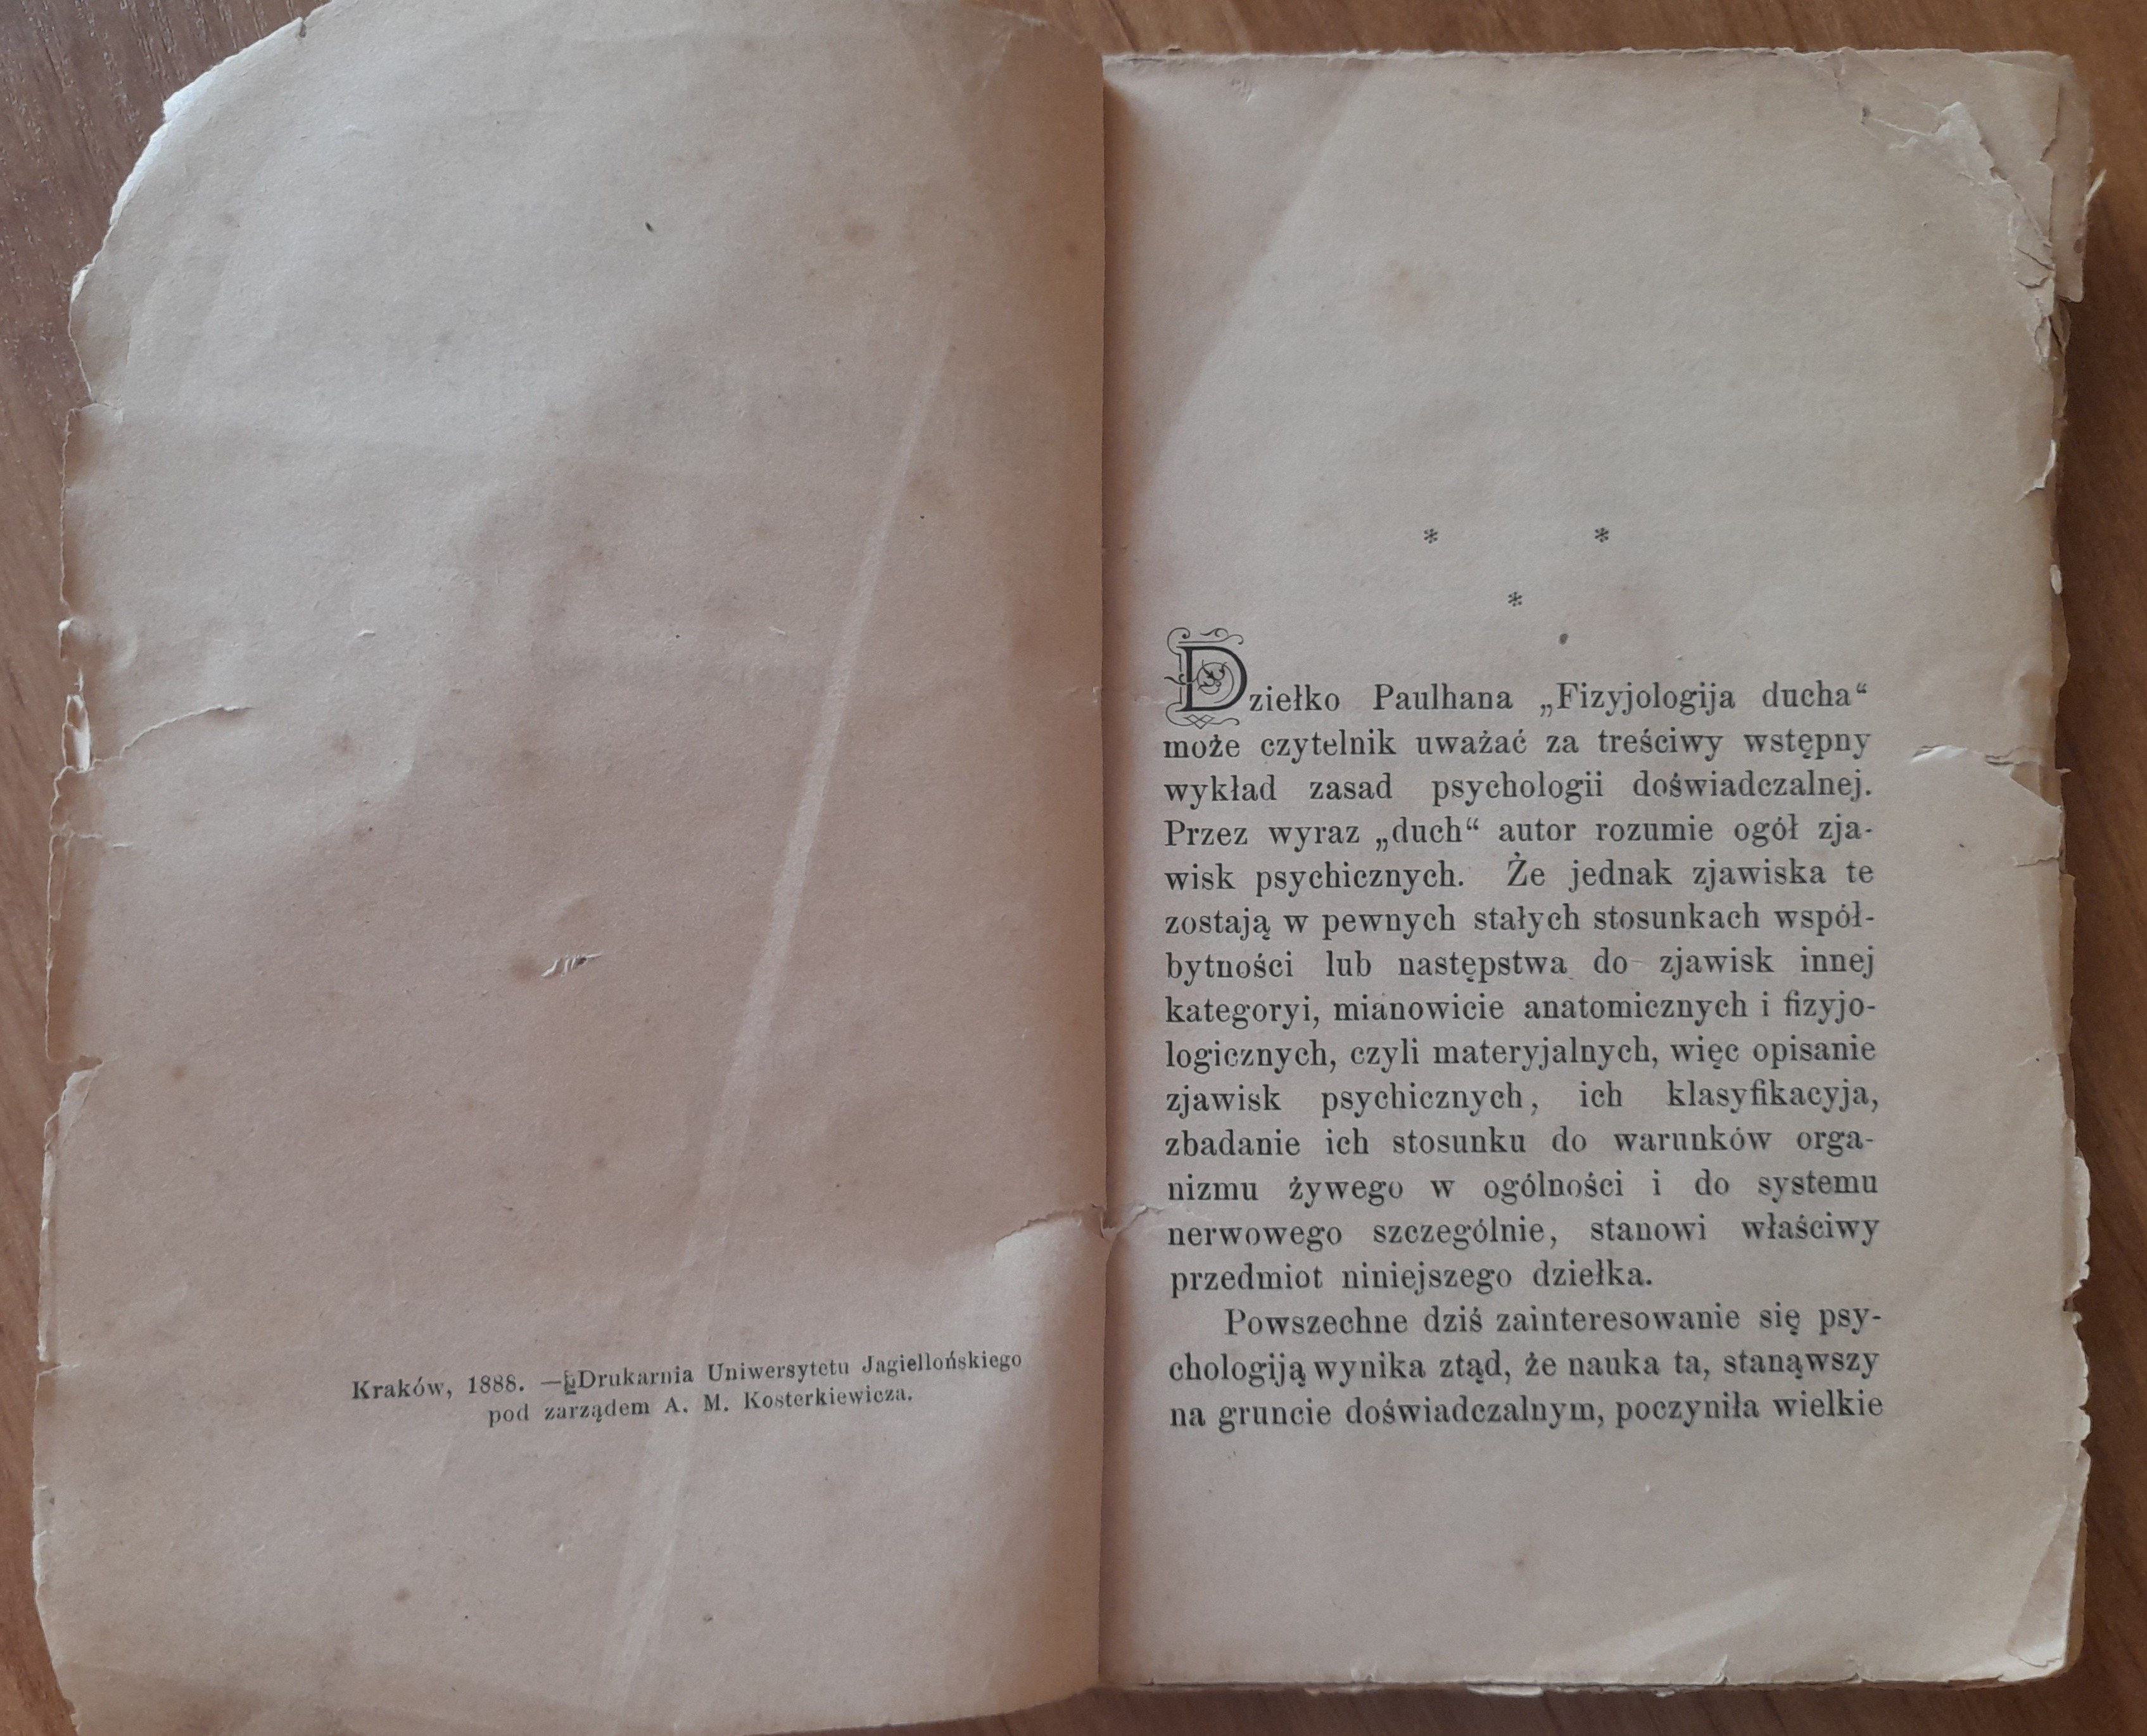 Kraków, 1888. — Drukarnia Uniwersytetu Jagiellońskiego
pod zarządem A. M. Kosterkiewicza.
* *
*
Dziełko Paulhana „Fizyjologija ducha“
może czytelnik uważać za treściwy wstępny
wykład zasad psychologii doświadczalnej.
Przez wyraz „duch“ autor rozumie ogół zja-
wisk psychicznych. Że jednak zjawiska te
zostają w pewnych stałych stosunkach współ-
bytności lub następstwa do zjawisk innej
kategoryi, mianowicie anatomicznych i fizyjo-
logicznych, czyli materyjalnych, więc opisanie
zjawisk psychicznych, ich klasyfikacyja,
zbadanie ich stosunku do warunków orga-
nizmu żywego w ogólności i do systemu
nerwowego szczególnie, stanowi właściwy
przedmiot niniejszego dziełka.
Powszechne dziś zainteresowanie się psy-
chologiją wynika ztąd, że nauka ta, stanąwszy
na gruncie doświadczalnym, poczyniła wielkie